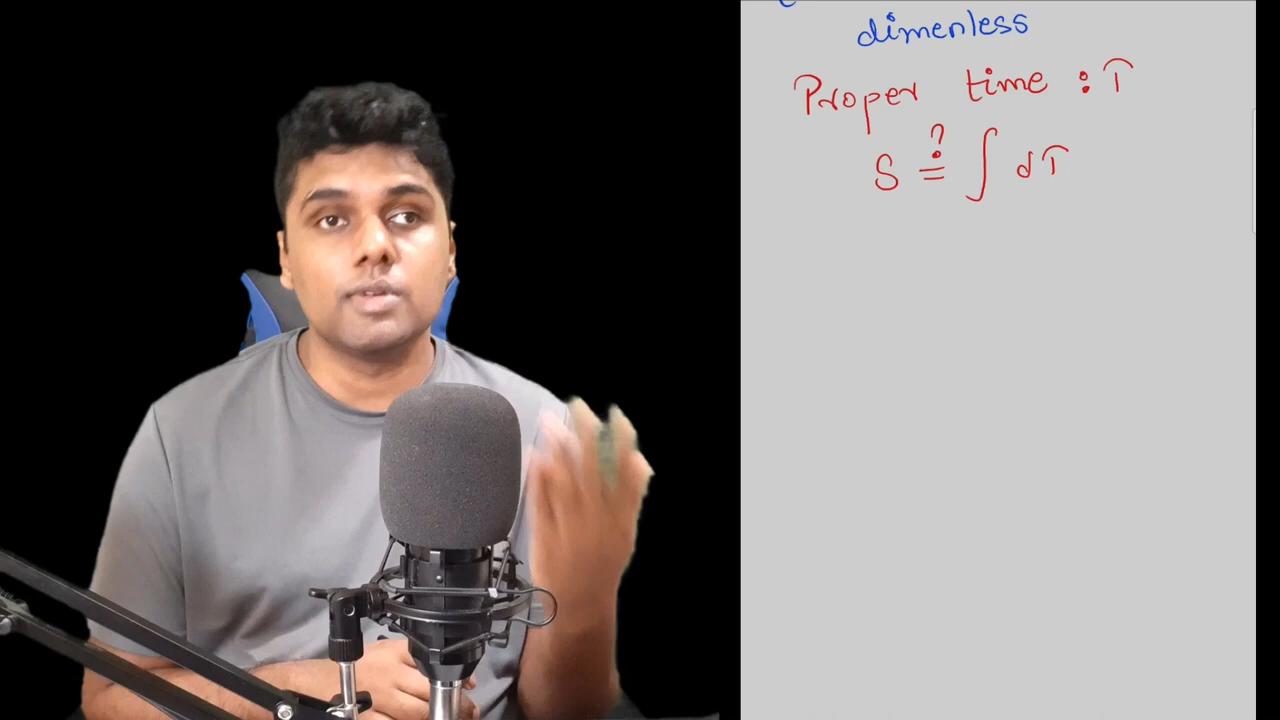 dimenless
Proper time : τ
S ?= ∫ dτ